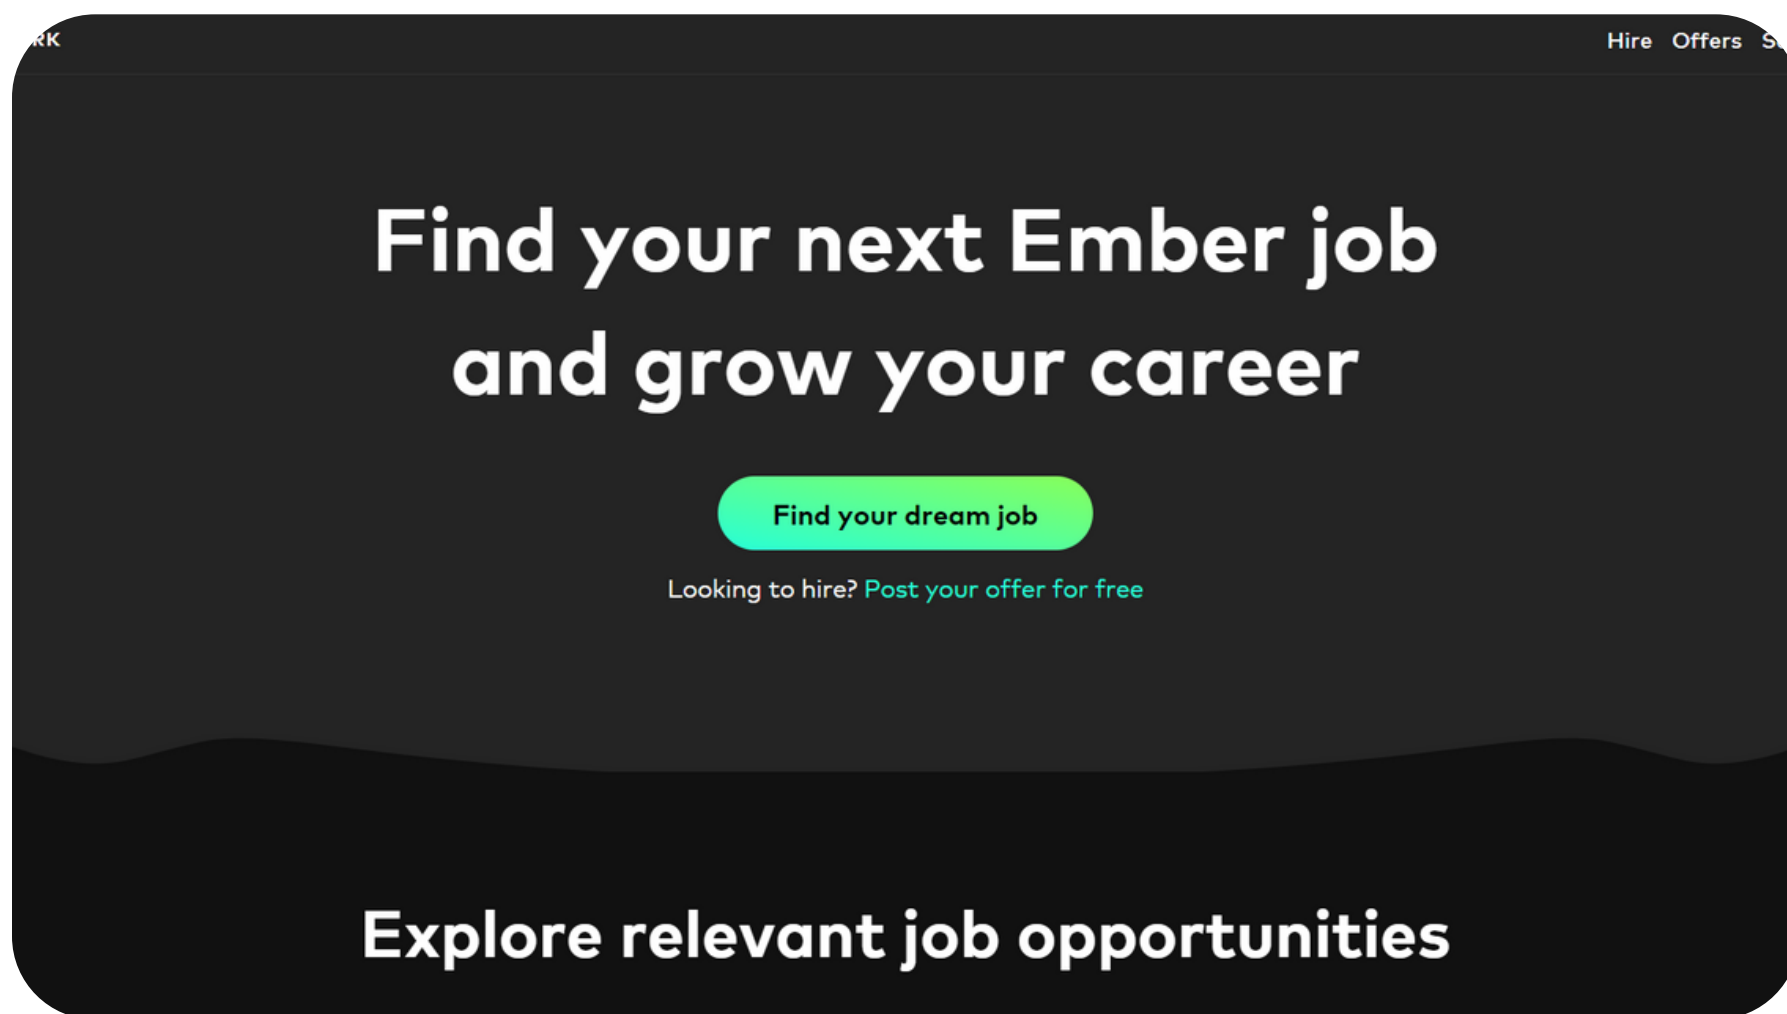 Hire Offers
Find your next Ember job
and grow your career
Find your dream job
Looking to hire? Post your offer for free
Explore relevant job opportunities